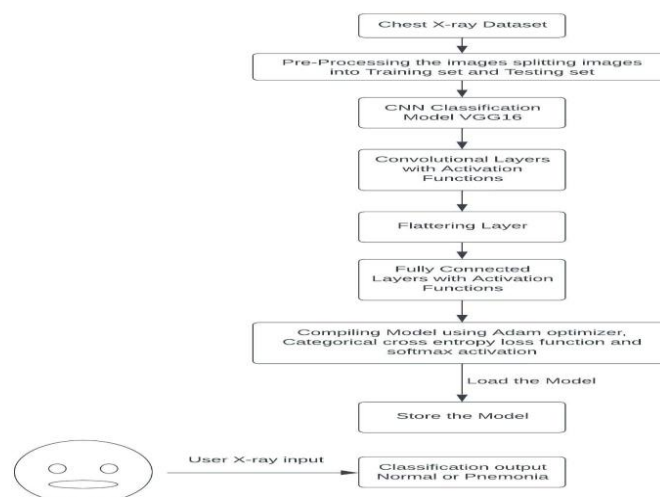 Chest X-ray Dataset
Pre-Processing the images splitting images
into Training set and Testing set
CNN Classification
Model VGG16
Convolutional Layers
with Activation
Functions
Flattering Layer
Fully Connected
Layers with Activation
Functions
Compiling Model using Adam optimizer,
Categorical cross entropy loss function and
softmax activation
Load the Model
Store the Model
User X-ray input
Classification output
Normal or Pnemonia